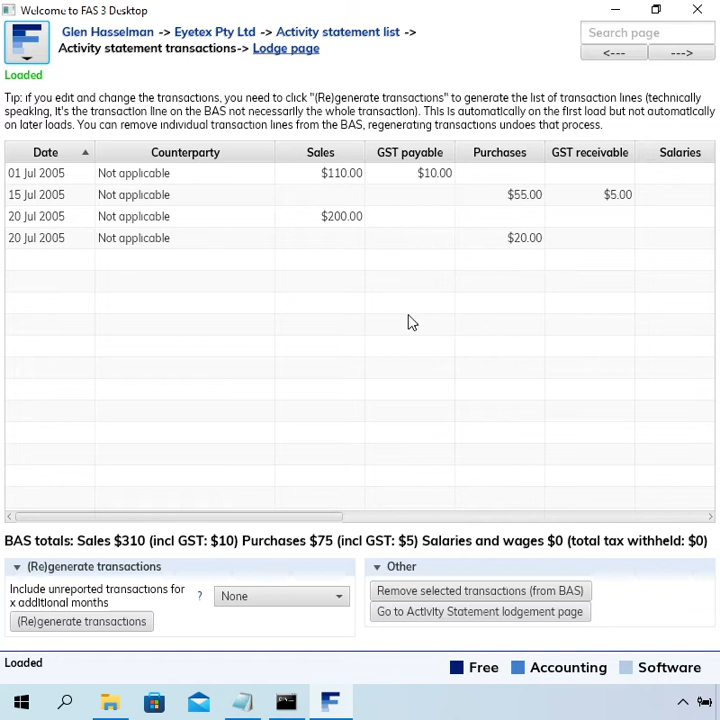 Welcome to FAS 3 Desktop
Glen Hasselman -> Eyetex Pty Ltd -> Activity statement list ->
Activity statement transactions-> Lodge page
Search page
<--- --->
Loaded
Tip: if you edit and change the transactions, you need to click "(Re)generate transactions" to generate the list of transaction lines (technically
speaking, it's the transaction line on the BAS not necessarily the whole transaction). This is automatically on the first load but not automatically
on later loads. You can remove individual transaction lines from the BAS, regenerating transactions undoes that process.
Date Counterparty Sales GST payable Purchases GST receivable Salaries
01 Jul 2005 Not applicable $110.00 $10.00
15 Jul 2005 Not applicable $55.00 $5.00
20 Jul 2005 Not applicable $200.00
20 Jul 2005 Not applicable $20.00
BAS totals: Sales $310 (incl GST: $10) Purchases $75 (incl GST: $5) Salaries and wages $0 (total tax withheld: $0)
(Re)generate transactions
Include unreported transactions for
x additional months
? None
(Re)generate transactions
Other
Remove selected transactions (from BAS)
Go to Activity Statement lodgement page
Loaded
Free Accounting Software